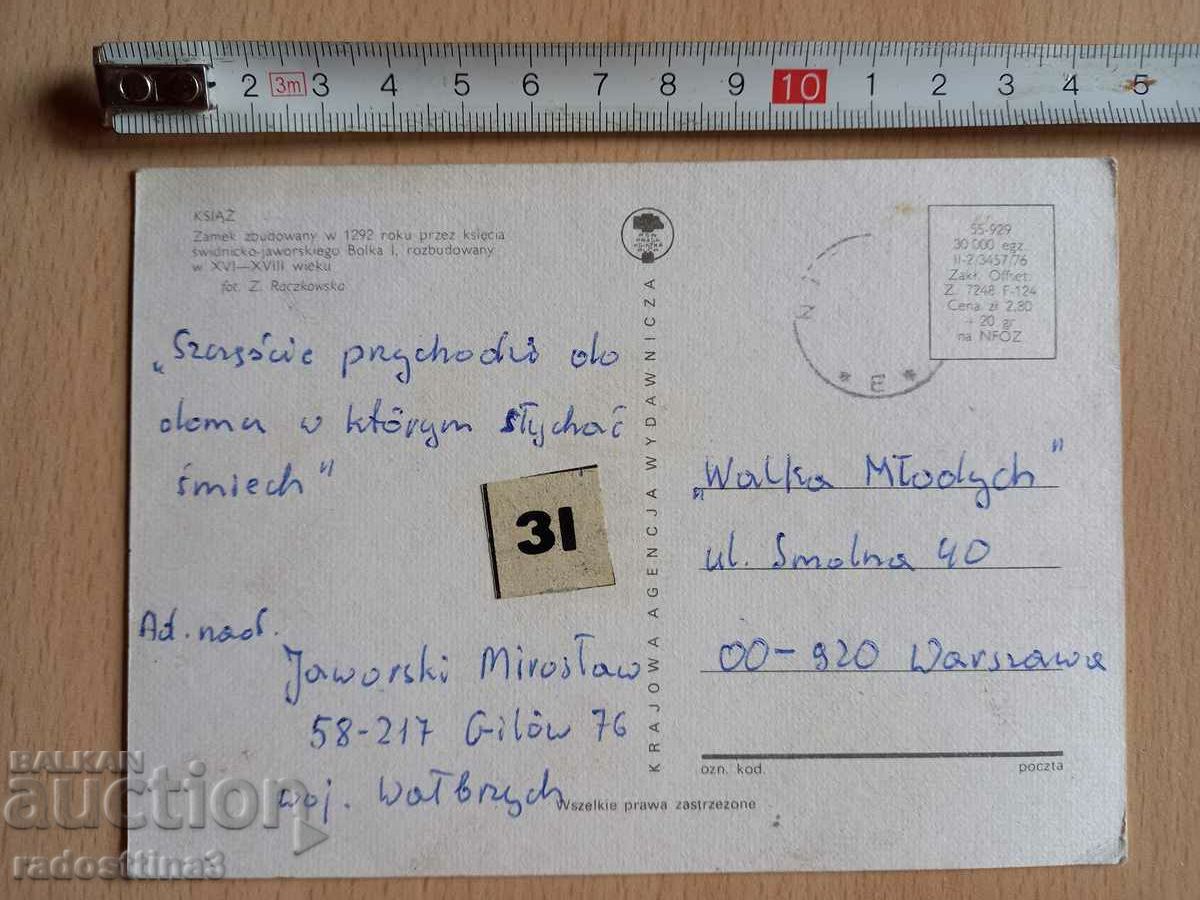 2 3m 3 4 5 6 7 8 9 10 1 2 3 4 5
KSIĄŻ
Zamek zbudowany w 1292 roku przez księcia
świdnicko-jaworskiego Bolka I, rozbudowany
w XVI—XVIII wieku
fot. Z. Raczkowska
„Szczęście przychodzi do
domu w którym słychać
śmiech"
31
Ad. nad.
Jaworski Mirosław
58-217 Gilów 76
woj. Wałbrzych
KRAJOWA AGENCJA WYDAWNICZA
N I
* E *
55-929
30 000 egz.
II-2/3457/76
Zakł. Offset.
Z. 7248 F-124
Cena zł 2,80
+ 20 gr
na NFOZ
„Walka Młodych"
ul. Smolna 40
00-920 Warszawa
ozn. kod.
poczta
Wszelkie prawa zastrzeżone
BALKAN
auction
radosttina3